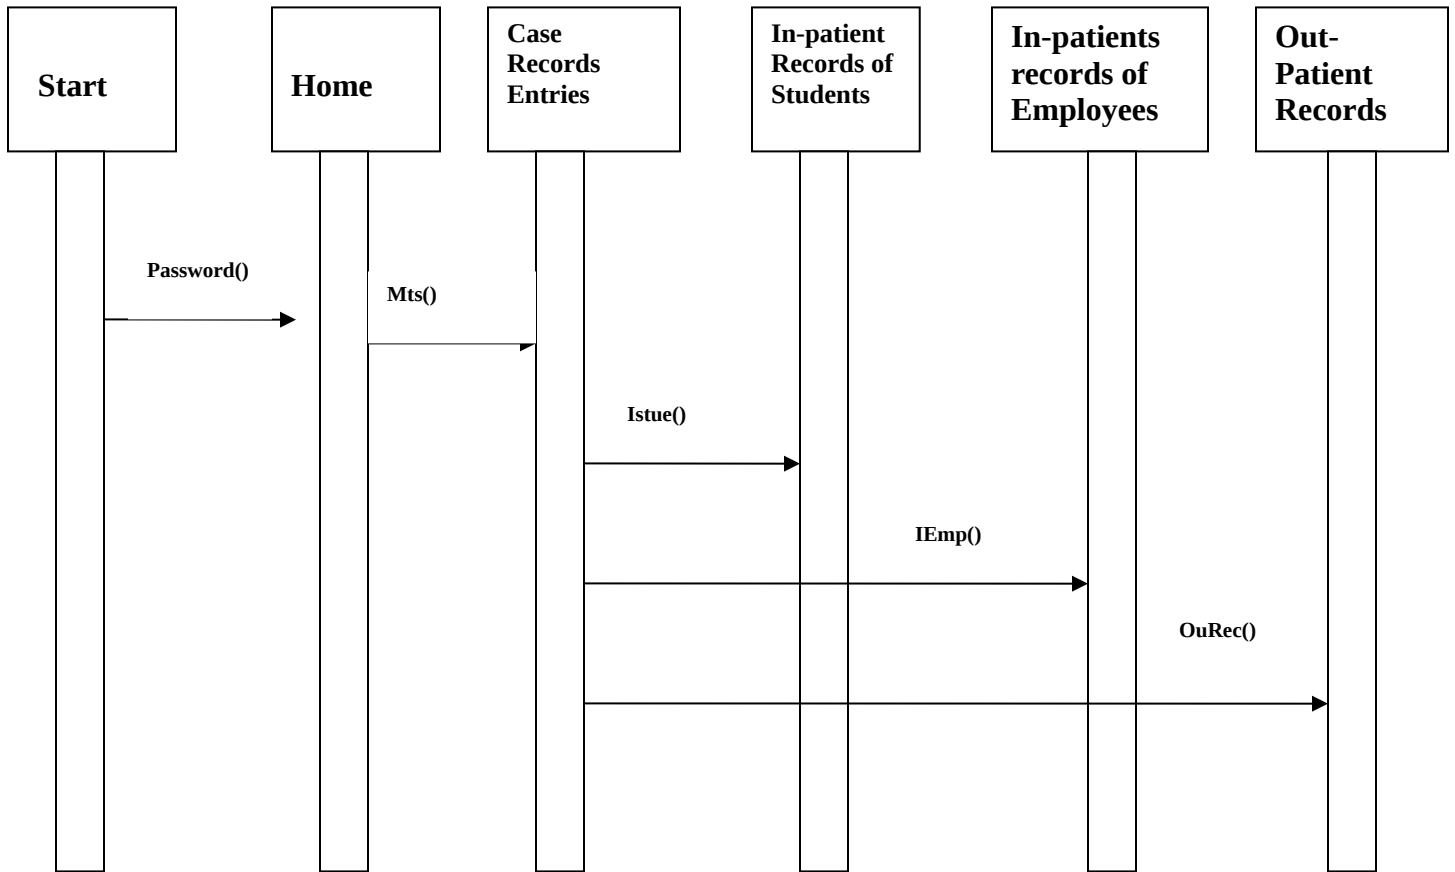 Start
Home
Case
Records
Entries
In-patient
Records of
Students
In-patients
records of
Employees
Out-
Patient
Records
Password()
Mts()
Istue()
IEmp()
OuRec()